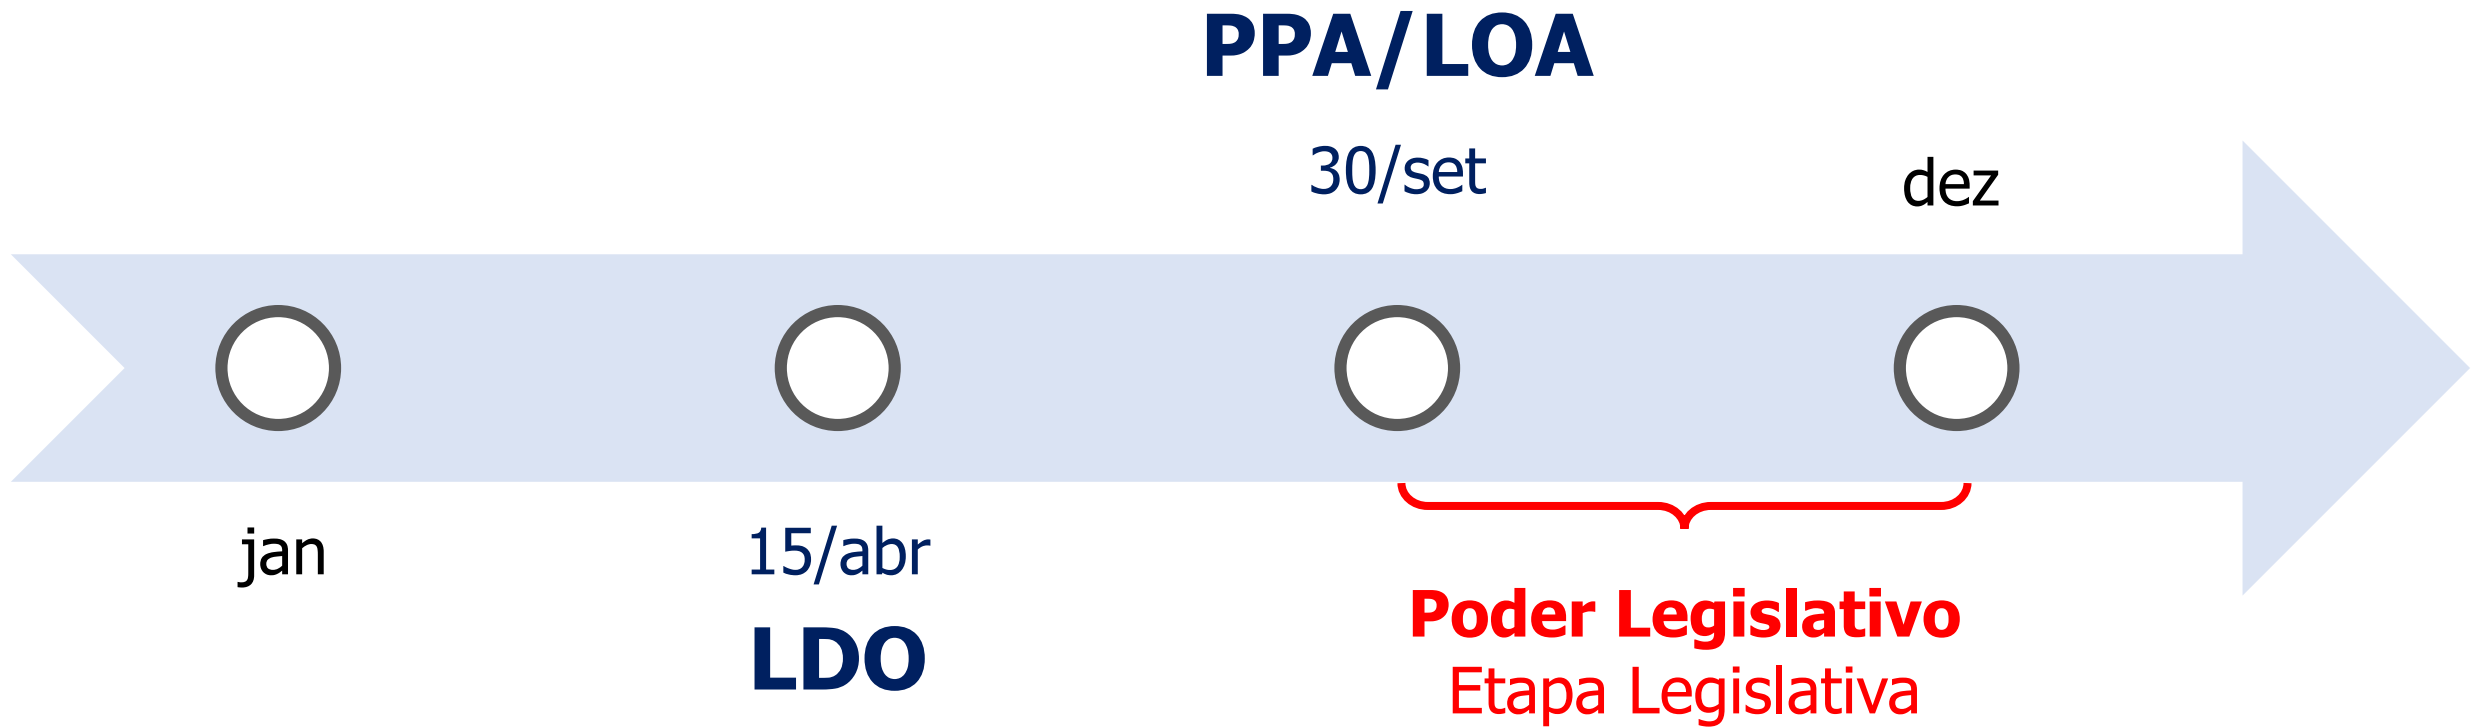 PPA/LOA
30/set
dez
jan
15/abr
LDO
Poder Legislativo
Etapa Legislativa